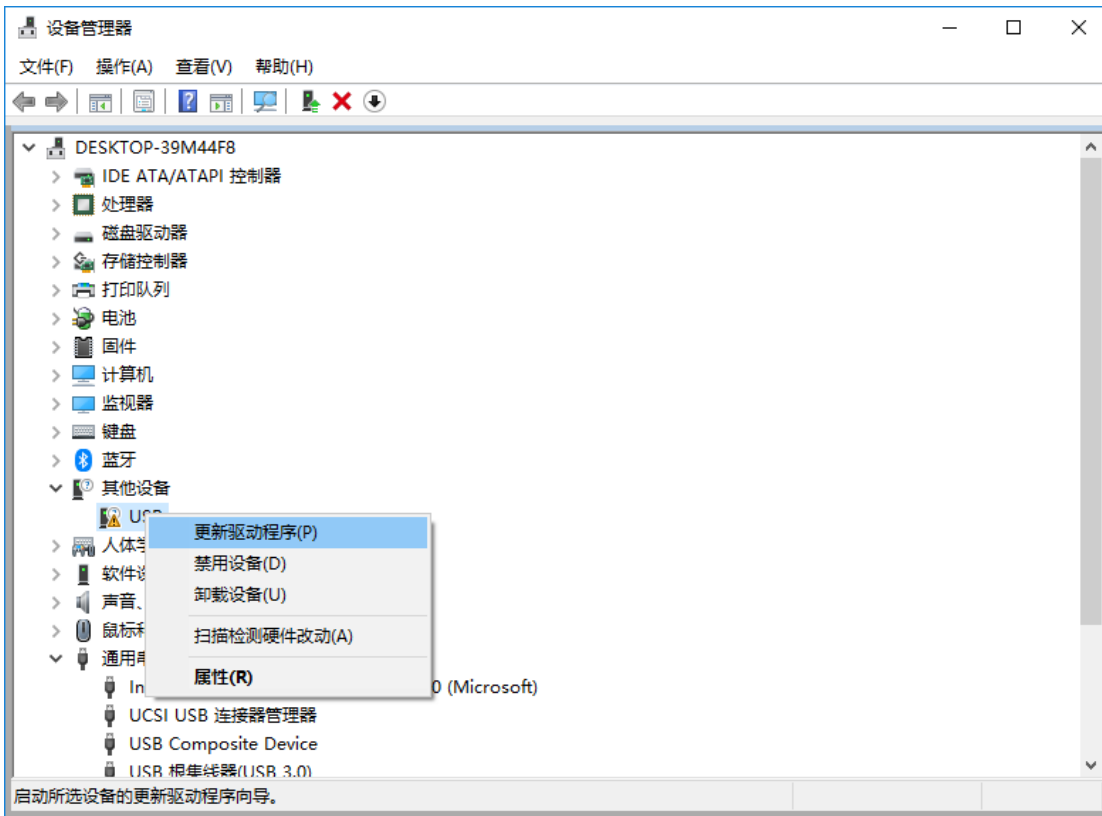 设备管理器
文件(F) 操作(A) 查看(V) 帮助(H)
DESKTOP-39M44F8
IDE ATA/ATAPI 控制器
处理器
磁盘驱动器
存储控制器
打印队列
电池
固件
计算机
监视器
键盘
蓝牙
其他设备
更新驱动程序(P)
人体学
禁用设备(D)
软件设
卸载设备(U)
声音、
扫描检测硬件改动(A)
鼠标和
属性(R)
通用串
In 0 (Microsoft)
UCSI USB 连接器管理器
USB Composite Device
USB 根集线器(USB 3.0)
启动所选设备的更新驱动程序向导。